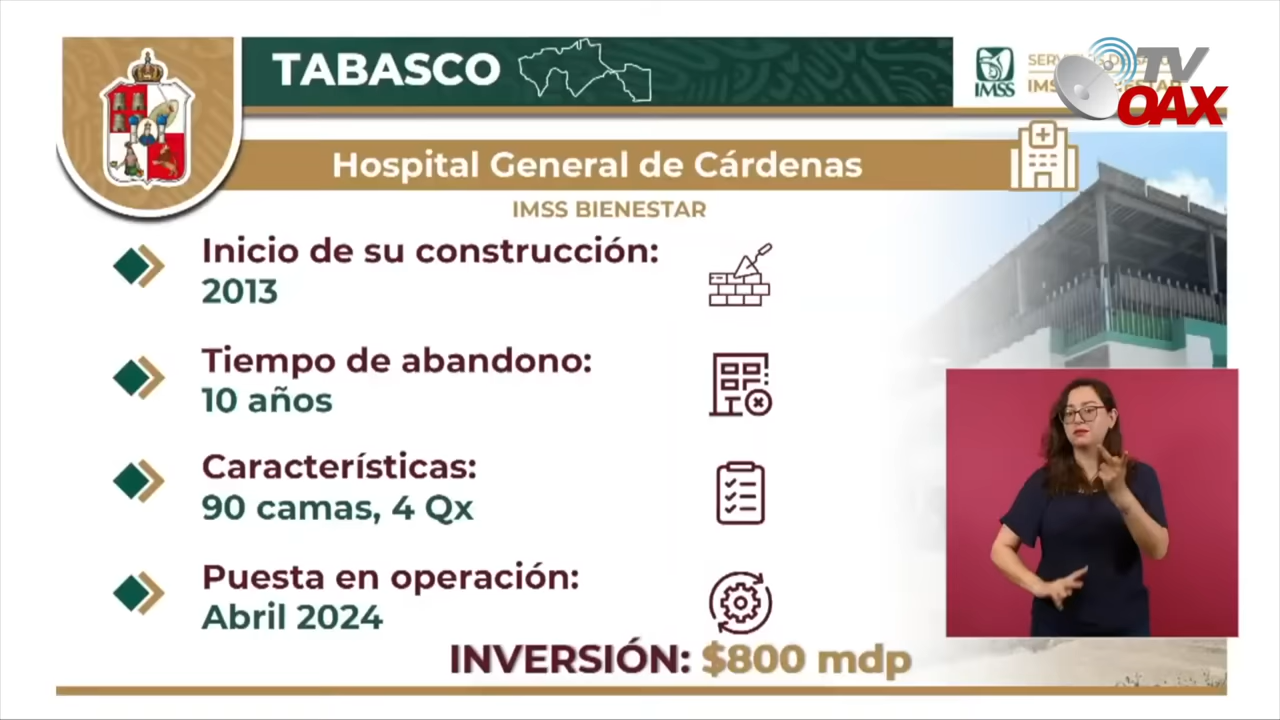 TABASCO
IMSS
TV
OAX
Hospital General de Cárdenas
IMSS BIENESTAR
Inicio de su construcción:
2013
Tiempo de abandono:
10 años
Características:
90 camas, 4 Qx
Puesta en operación:
Abril 2024
INVERSIÓN: $800 mdp